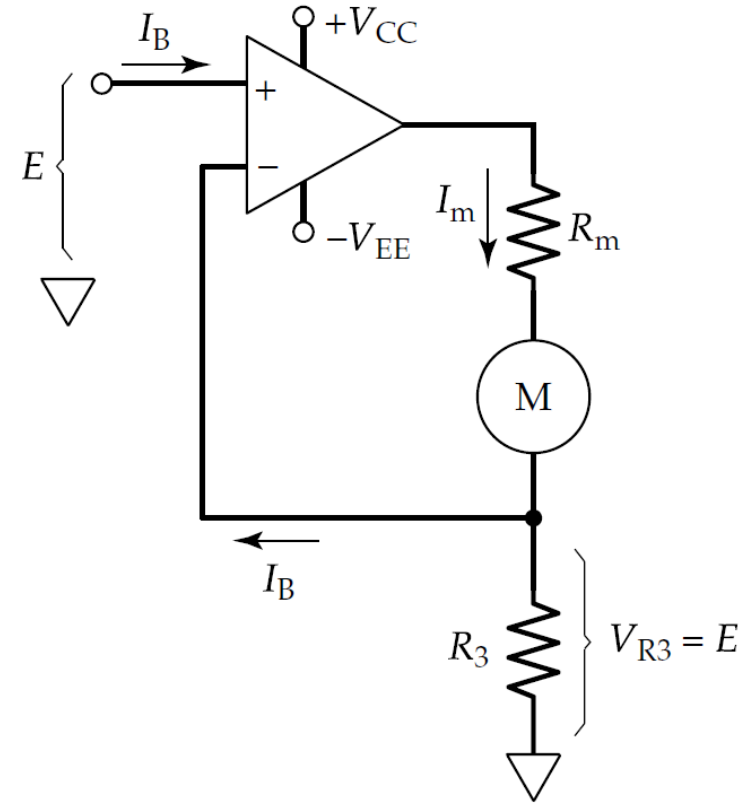 +V_CC
I_B
+
E
−
−V_EE
I_m
R_m
M
I_B
R_3
V_R3 = E